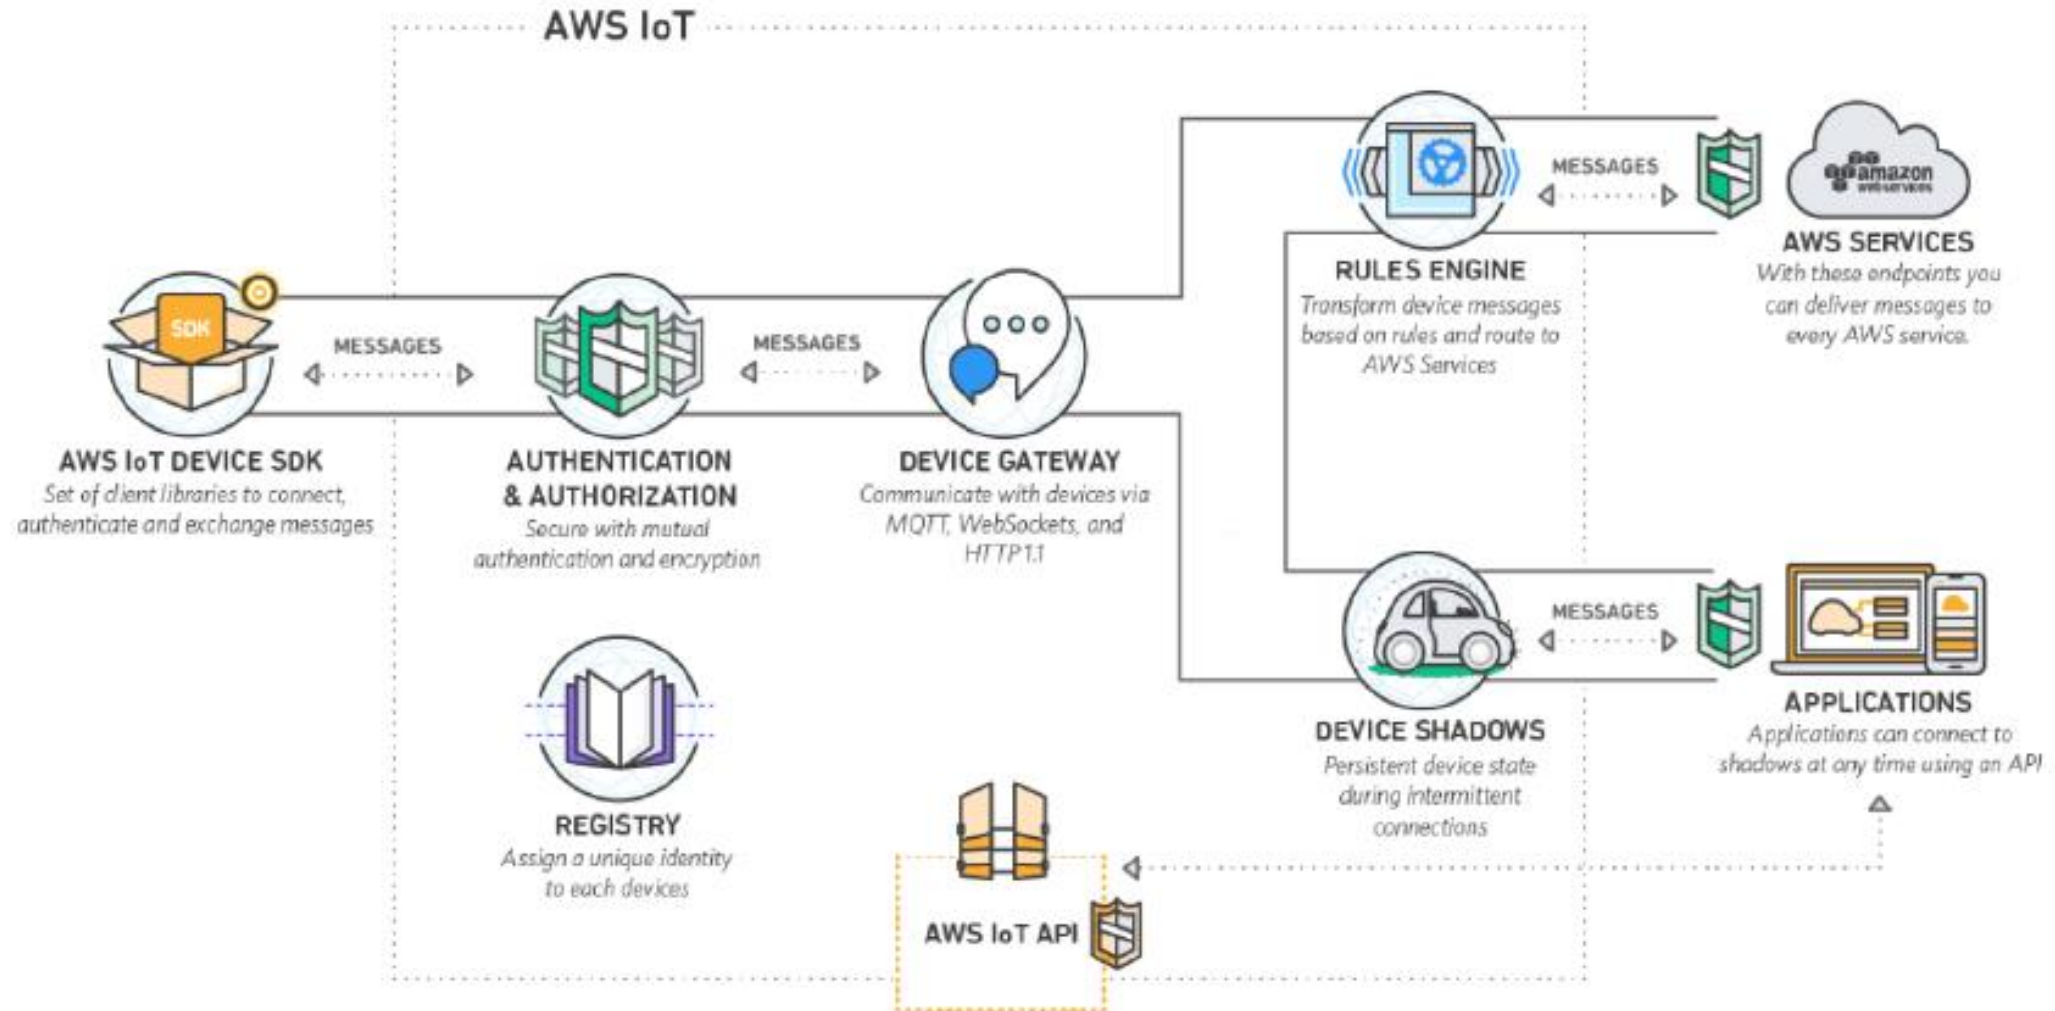 AWS IoT
SDK
MESSAGES
AWS IoT DEVICE SDK
Set of client libraries to connect,
authenticate and exchange messages
AUTHENTICATION
& AUTHORIZATION
Secure with mutual
authentication and encryption
MESSAGES
DEVICE GATEWAY
Communicate with devices via
MQTT, WebSockets, and
HTTP1.1
RULES ENGINE
Transform device messages
based on rules and route to
AWS Services
MESSAGES
amazon
web services
AWS SERVICES
With these endpoints you
can deliver messages to
every AWS service.
DEVICE SHADOWS
Persistent device state
during intermittent
connections
MESSAGES
APPLICATIONS
Applications can connect to
shadows at any time using an API
REGISTRY
Assign a unique identity
to each devices
AWS IoT API